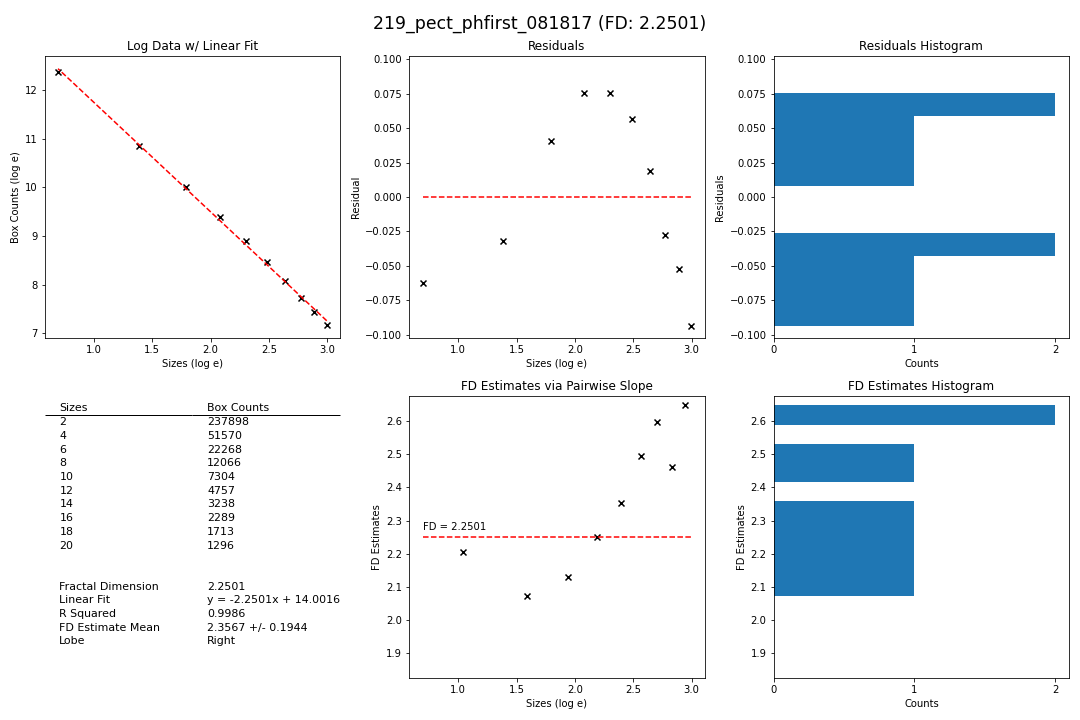 219_pect_phfirst_081817 (FD: 2.2501)
Log Data w/ Linear Fit
12
11
10
9
8
7
Box Counts (log e)
1.0 1.5 2.0 2.5 3.0
Sizes (log e)
Residuals
0.100
0.075
0.050
0.025
0.000
−0.025
−0.050
−0.075
−0.100
Residual
1.0 1.5 2.0 2.5 3.0
Sizes (log e)
Residuals Histogram
0.100
0.075
0.050
0.025
0.000
−0.025
−0.050
−0.075
−0.100
Residuals
0 1 2
Counts
Sizes Box Counts
2 237898
4 51570
6 22268
8 12066
10 7304
12 4757
14 3238
16 2289
18 1713
20 1296
Fractal Dimension 2.2501
Linear Fit y = -2.2501x + 14.0016
R Squared 0.9986
FD Estimate Mean 2.3567 +/- 0.1944
Lobe Right
FD Estimates via Pairwise Slope
2.6
2.5
2.4
2.3
2.2
2.1
2.0
1.9
FD Estimates
FD = 2.2501
1.0 1.5 2.0 2.5 3.0
Sizes (log e)
FD Estimates Histogram
2.6
2.5
2.4
2.3
2.2
2.1
2.0
1.9
FD Estimates
0 1 2
Counts